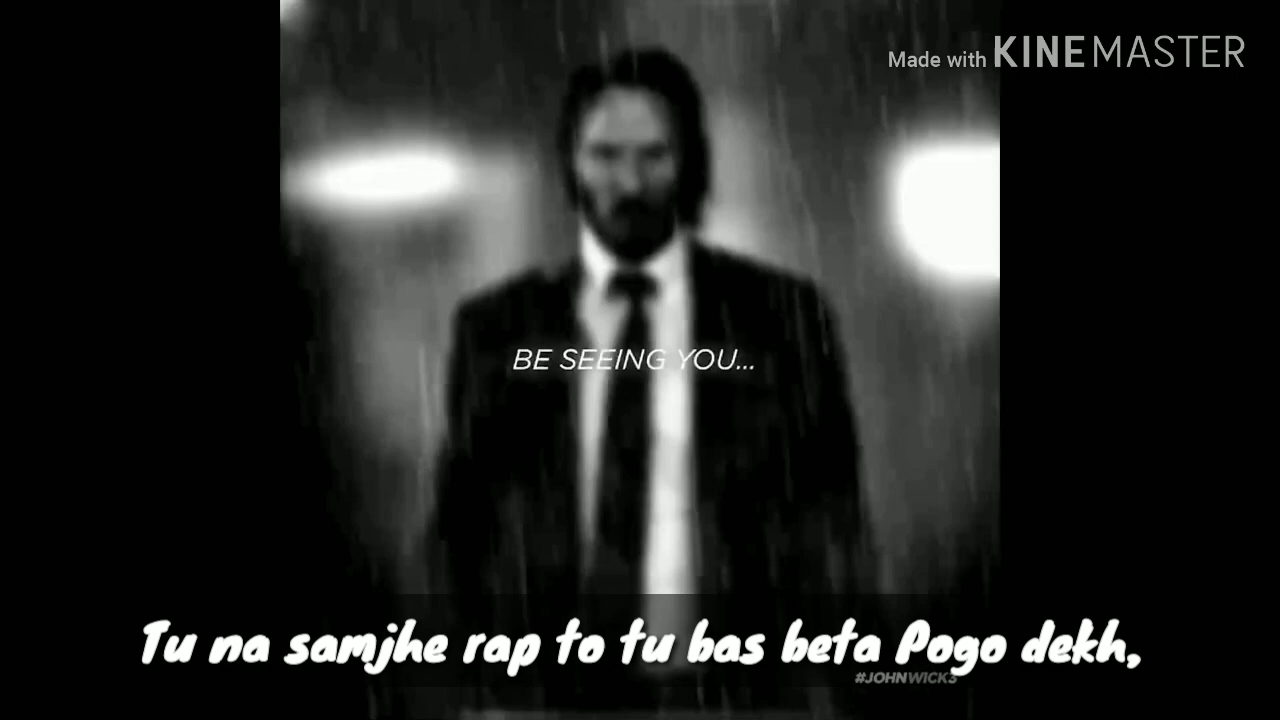 Made with KINEMASTER
BE SEEING YOU...
Tu na samjhe rap to tu bas beta Pogo dekh,
#JOHNWICK3